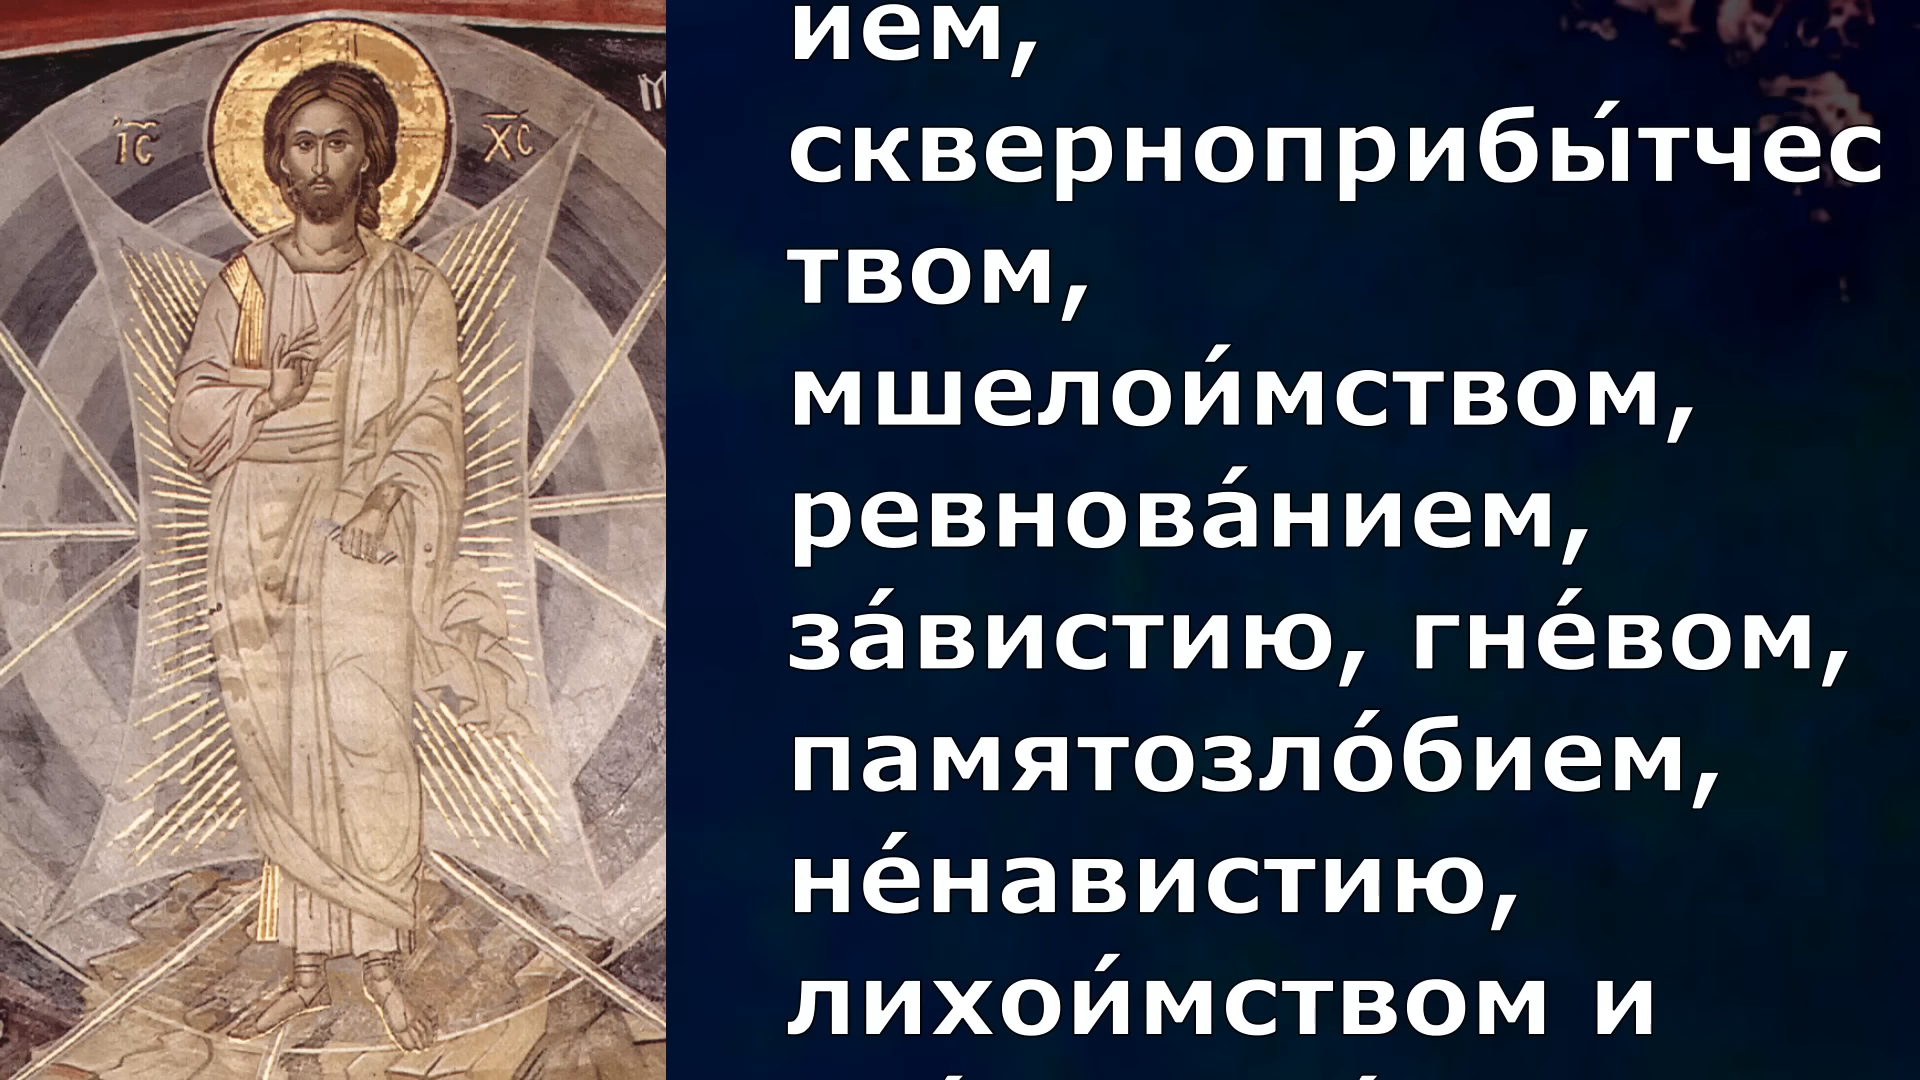 ием,
IC
XC
скверноприбы́тчес
твом,
мшелои́мством,
ревнова́нием,
за́вистию, гне́вом,
памятозло́бием,
не́навистию,
лихои́мством и